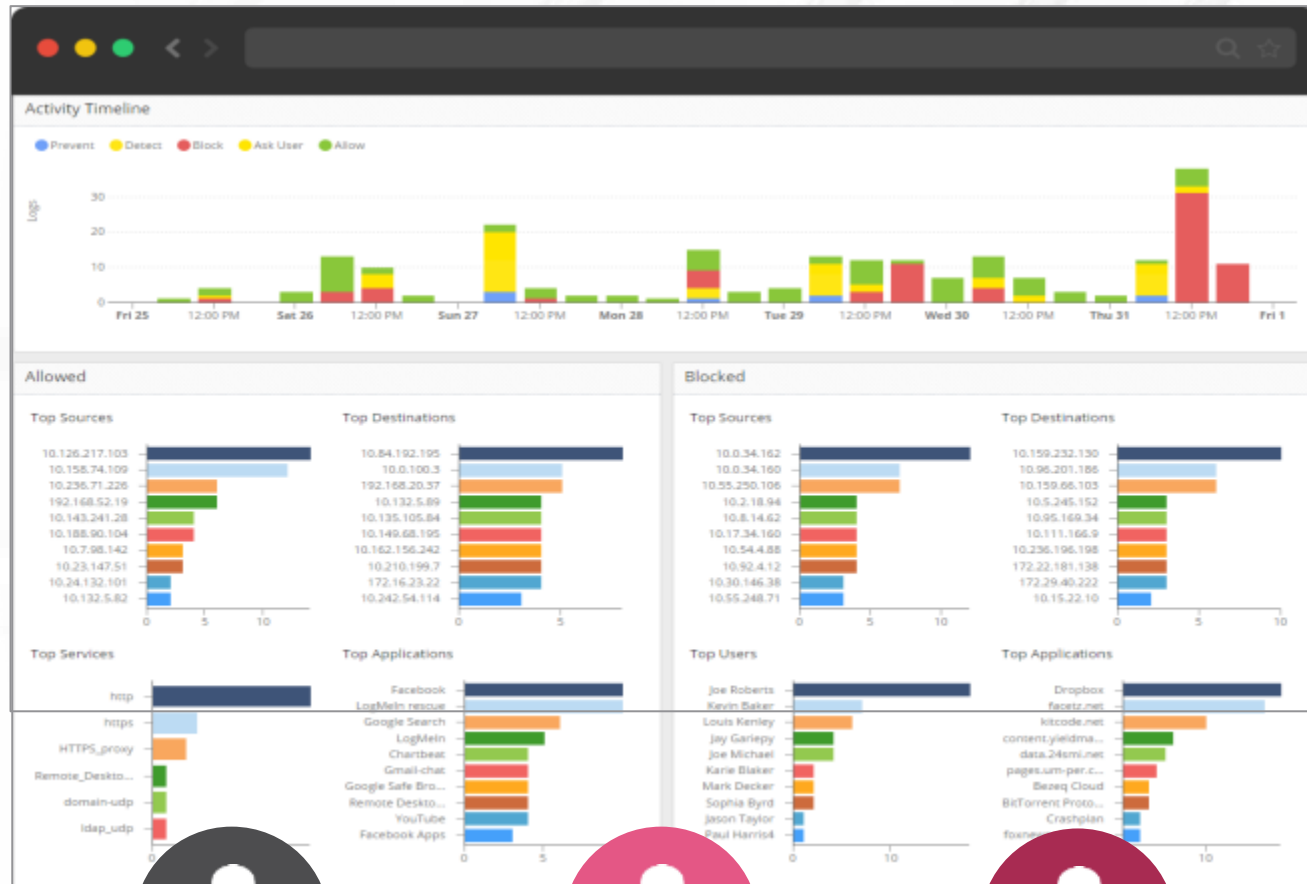 Activity Timeline
Prevent Detect Block Ask User Allow
Logs
30
20
10
0
Fri 25 12:00 PM Sat 26 12:00 PM Sun 27 12:00 PM Mon 28 12:00 PM Tue 29 12:00 PM Wed 30 12:00 PM Thu 31 12:00 PM Fri 1
Allowed
Top Sources
10.126.217.103
10.158.74.109
10.236.71.226
192.168.52.19
10.143.241.28
10.188.90.104
10.7.98.142
10.23.147.51
10.24.132.101
10.132.5.82
0 5 10
Top Destinations
10.84.192.195
10.0.100.3
192.168.20.37
10.132.5.89
10.135.105.84
10.149.68.195
10.162.156.242
10.210.199.7
172.16.23.22
10.242.54.114
0 5
Top Services
http
https
HTTPS_proxy
Remote_Deskto...
domain-udp
ldap_udp
0
Top Applications
Facebook
LogMeIn rescue
Google Search
LogMeIn
Chartbeat
Gmail-chat
Google Safe Bro...
Remote Deskto...
YouTube
Facebook Apps
0 5
Blocked
Top Sources
10.0.34.162
10.0.34.160
10.55.250.106
10.2.18.94
10.8.14.62
10.17.34.160
10.54.4.88
10.92.4.12
10.30.146.38
10.55.248.71
0 5 10
Top Destinations
10.159.232.130
10.96.201.186
10.159.66.103
10.5.245.152
10.95.169.34
10.111.166.9
10.236.196.198
172.22.181.138
172.29.40.222
10.15.22.10
0 5 10
Top Users
Joe Roberts
Kevin Baker
Louis Kenley
Jay Gariepy
Joe Michael
Karie Blaker
Mark Decker
Sophia Byrd
Jason Taylor
Paul Harris4
0 10
Top Applications
Dropbox
facetz.net
kitcode.net
content.yieldma...
data.24smi.net
pages.um-per.c...
Bezeq Cloud
BitTorrent Proto...
Crashplan
10